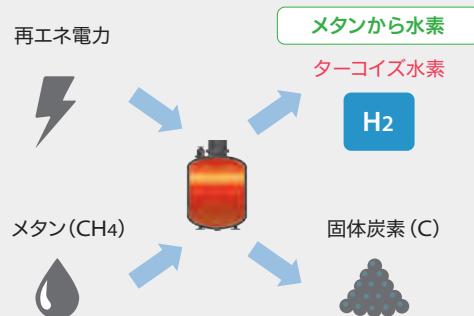 メタンから水素
再エネ電力
ターコイズ水素
H2
メタン(CH4)
固体炭素(C)